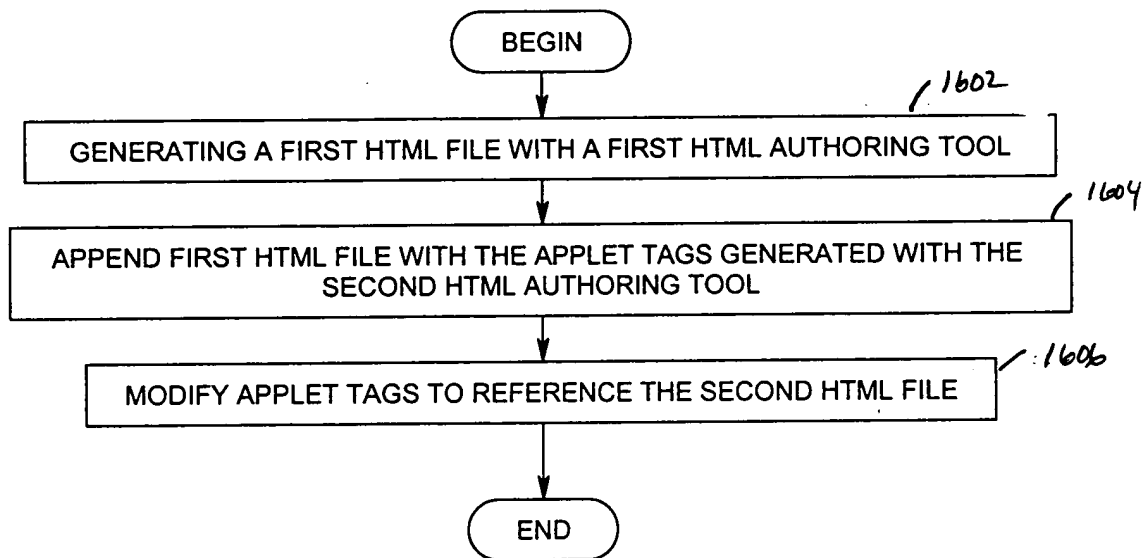 BEGIN
1602
GENERATING A FIRST HTML FILE WITH A FIRST HTML AUTHORING TOOL
1604
APPEND FIRST HTML FILE WITH THE APPLET TAGS GENERATED WITH THE
SECOND HTML AUTHORING TOOL
1606
MODIFY APPLET TAGS TO REFERENCE THE SECOND HTML FILE
END